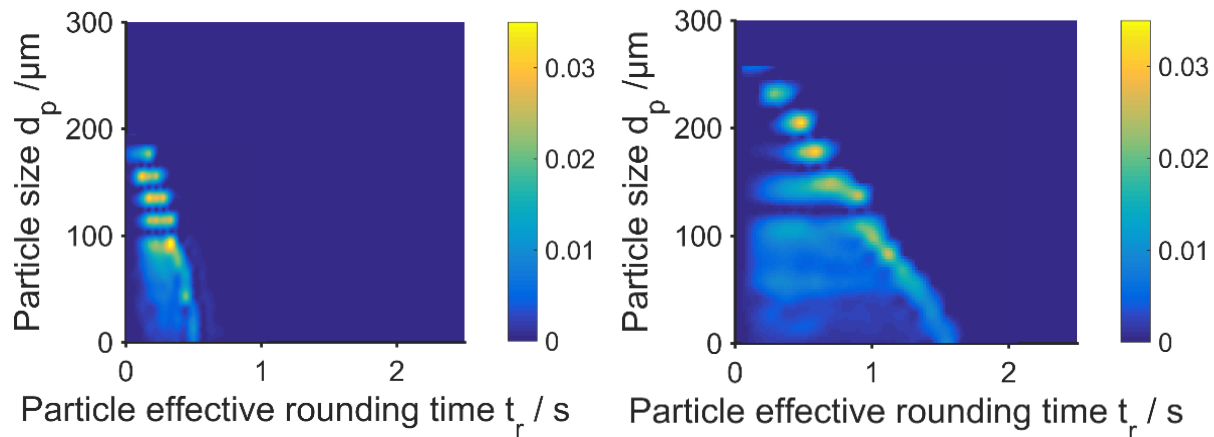 300
200
100
0
0 1 2
Particle size d_p /µm
Particle effective rounding time t_r / s
0.03
0.02
0.01
0
300
200
100
0
0 1 2
Particle size d_p /µm
Particle effective rounding time t_r / s
0.03
0.02
0.01
0